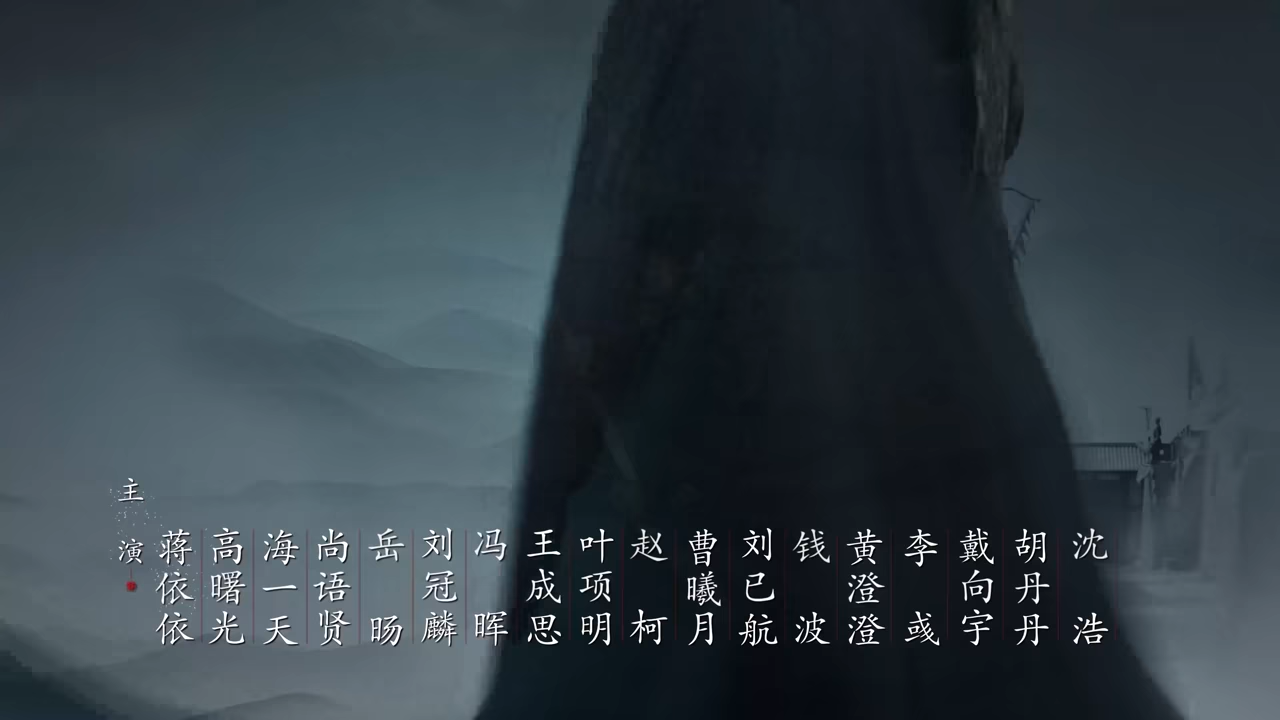 主演
蒋依依
高曙光
海一天
尚语贤
岳旸
刘冠麟
冯晖
王成思
叶项明
赵柯
曹曦月
刘已航
钱波
黄澄澄
李彧
戴向宇
胡丹丹
沈浩